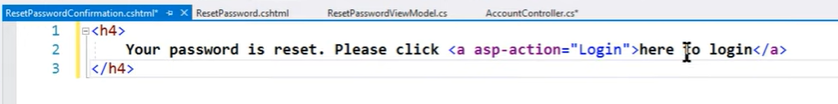 ResetPasswordConfirmation.cshtml* ResetPassword.cshtml ResetPasswordViewModel.cs AccountController.cs*
1 <h4>
2 Your password is reset. Please click <a asp-action="Login">here to login</a>
3 </h4>